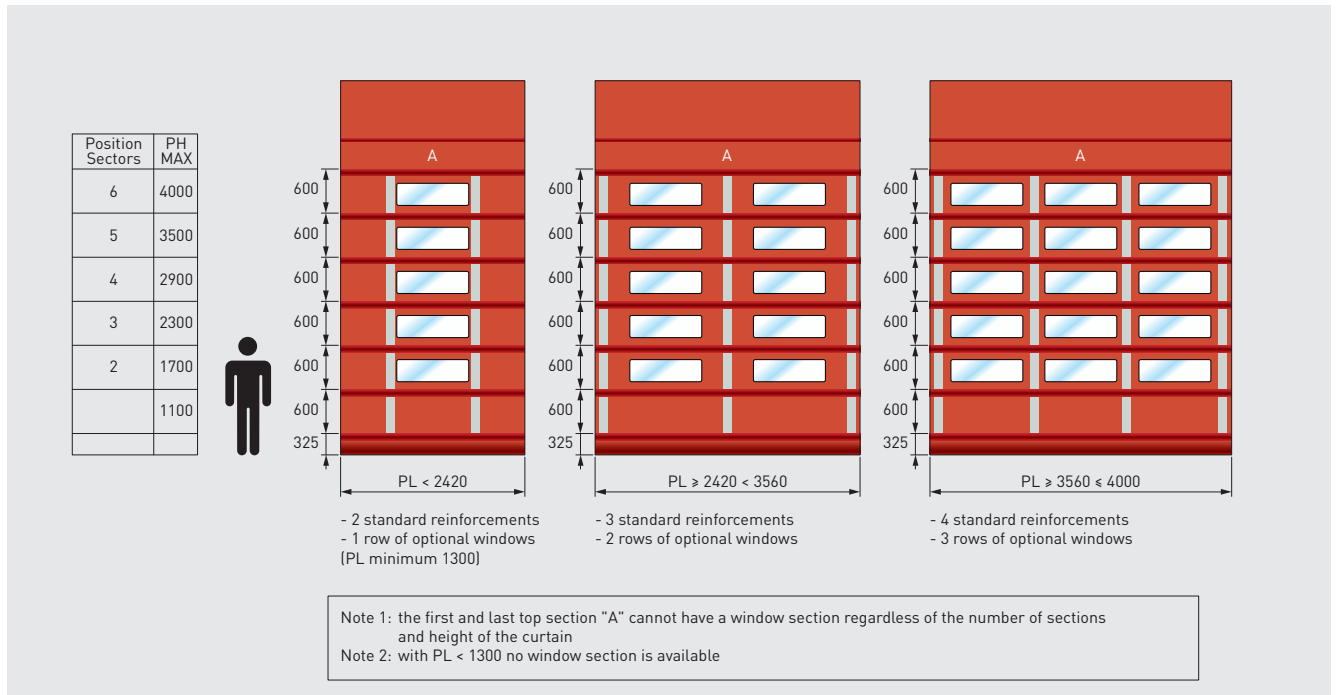 Position PH
Sectors MAX
6 4000
5 3500
4 2900
3 2300
2 1700
1100
A
600
600
600
600
600
600
325
PL < 2420
- 2 standard reinforcements
- 1 row of optional windows
(PL minimum 1300)
A
600
600
600
600
600
600
325
PL ≥ 2420 < 3560
- 3 standard reinforcements
- 2 rows of optional windows
A
600
600
600
600
600
600
325
PL ≥ 3560 ≤ 4000
- 4 standard reinforcements
- 3 rows of optional windows
Note 1: the first and last top section "A" cannot have a window section regardless of the number of sections
and height of the curtain
Note 2: with PL < 1300 no window section is available